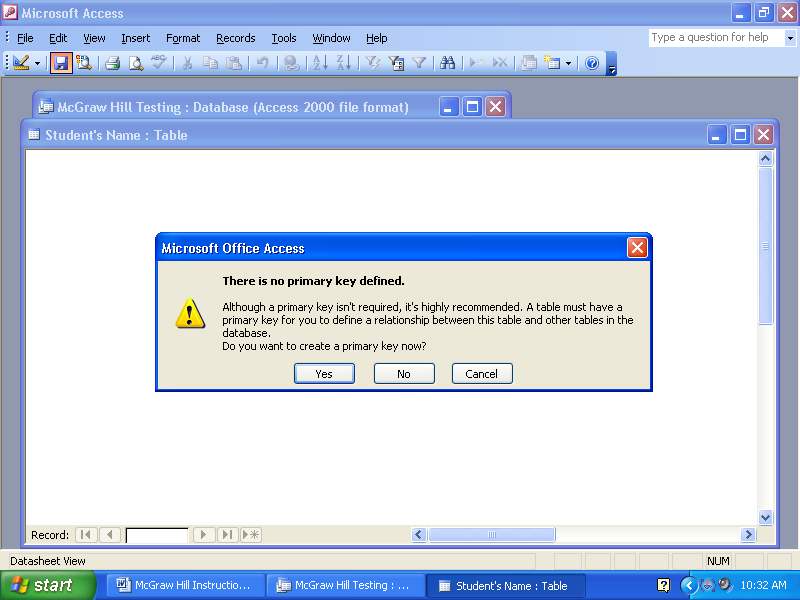 Microsoft Access
File Edit View Insert Format Records Tools Window Help
Type a question for help
McGraw Hill Testing : Database (Access 2000 file format)
Student's Name : Table
Microsoft Office Access
There is no primary key defined.
Although a primary key isn't required, it's highly recommended. A table must have a
primary key for you to define a relationship between this table and other tables in the
database.
Do you want to create a primary key now?
Yes No Cancel
Record:
Datasheet View
NUM
start
McGraw Hill Instructio...
McGraw Hill Testing : ...
Student's Name : Table
10:32 AM